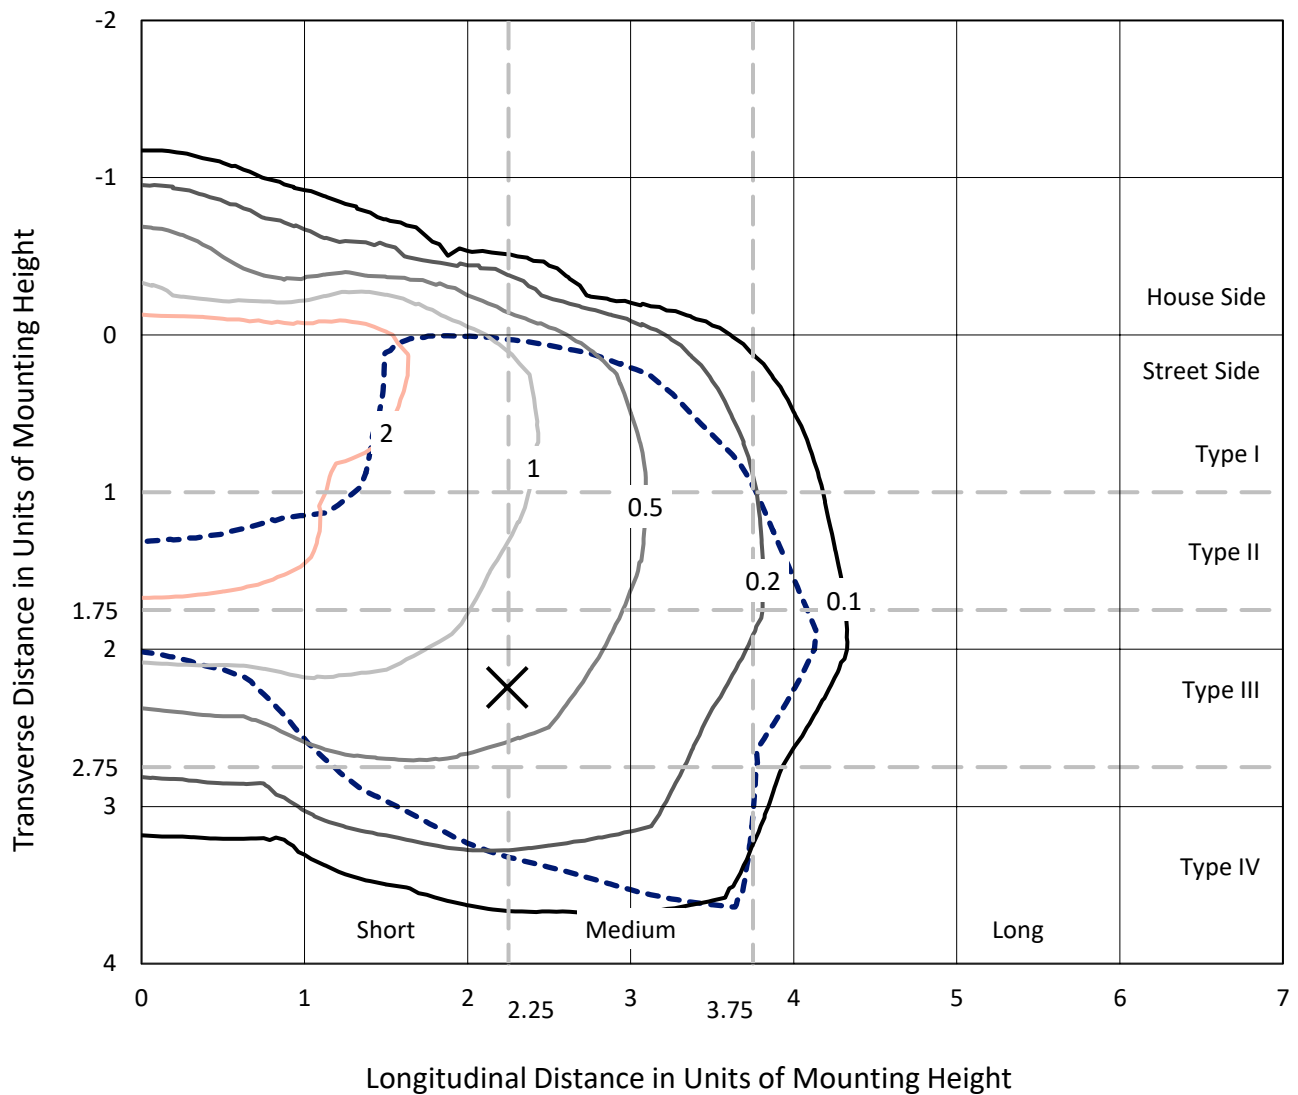 -2
-1
House Side
0
Street Side
2
Type I
1
1
0.5
Type II
0.2
0.1
1.75
2
Type III
2.75
3
Type IV
Short
Medium
Long
4
0
1
2
2.25
3
3.75
4
5
6
7
Transverse Distance in Units of Mounting Height
Longitudinal Distance in Units of Mounting Height